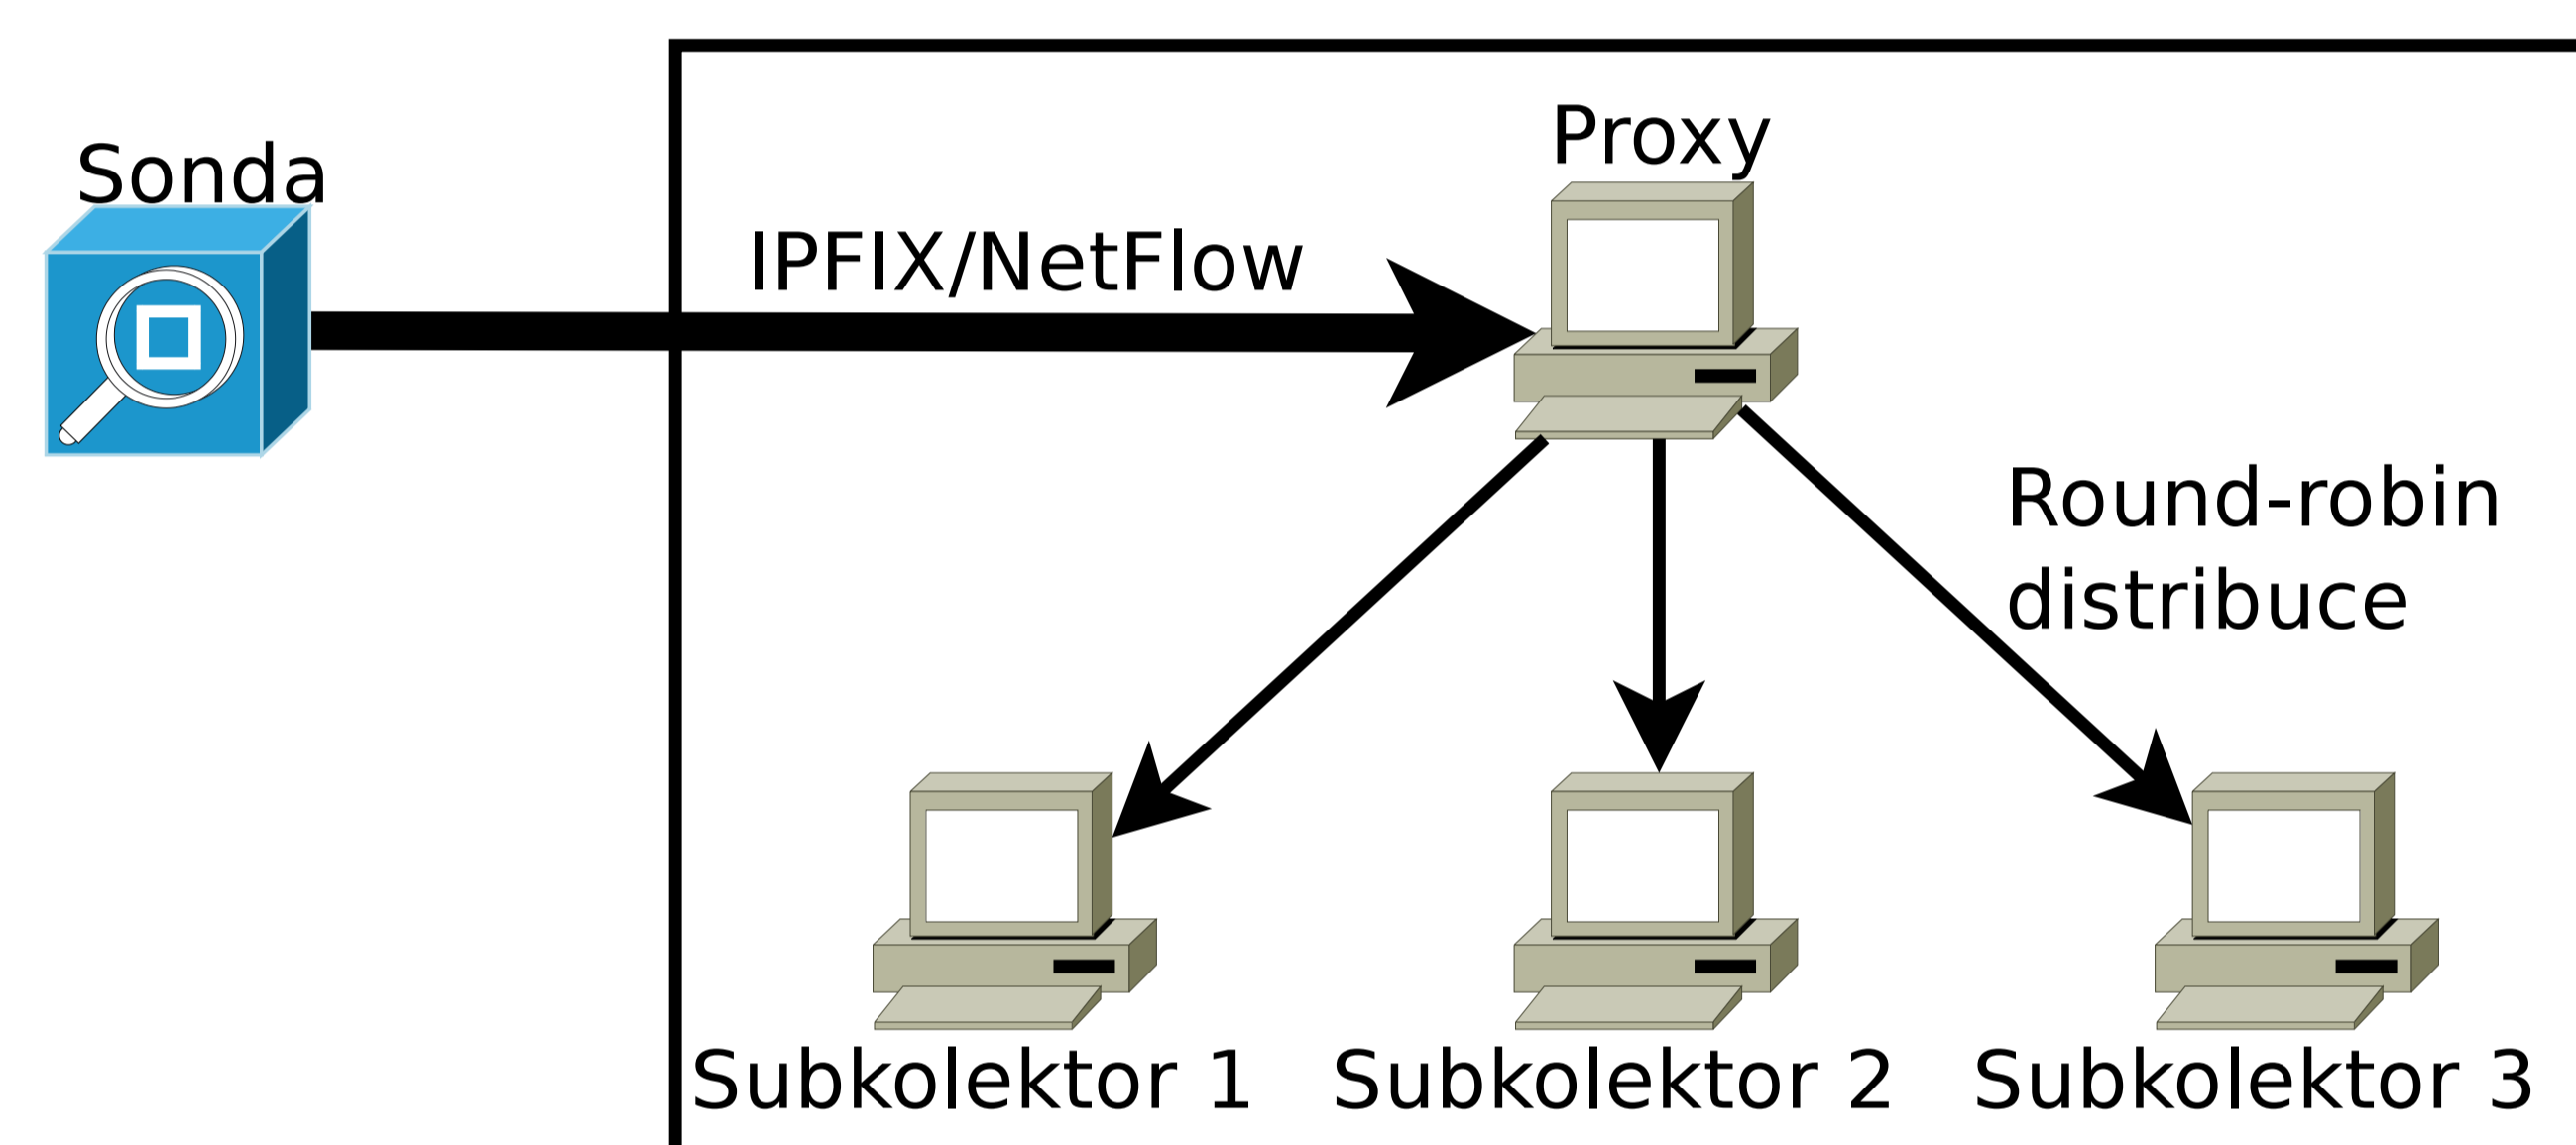 Sonda
Proxy
IPFIX/NetFlow
Round-robin
distribuce
Subkolektor 1
Subkolektor 2
Subkolektor 3